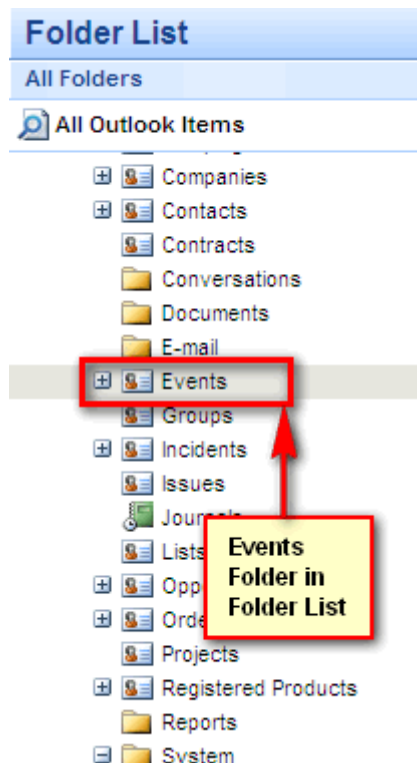 Folder List
All Folders
All Outlook Items
Companies
Contacts
Contracts
Conversations
Documents
E-mail
Events
Groups
Incidents
Issues
Lists
Events
Folder in
Folder List
Projects
Registered Products
Reports
System